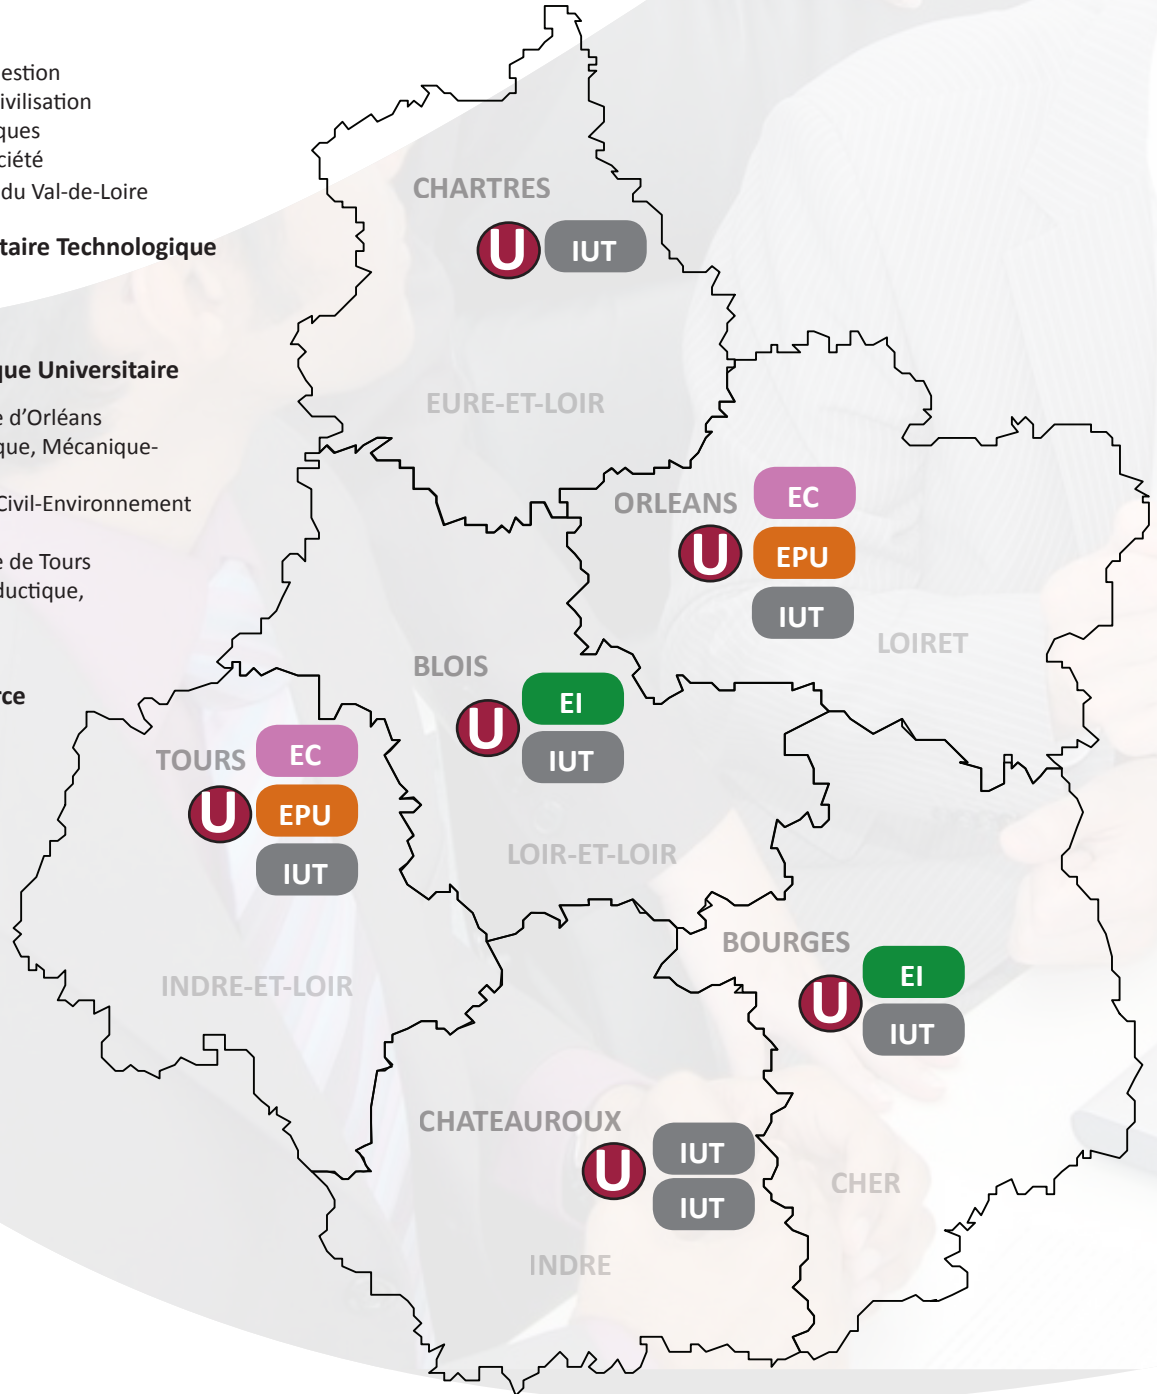 estion
ivilisation
ques
ciété
du Val-de-Loire
taire Technologique
que Universitaire
e d’Orléans
que, Mécanique-
Civil-Environnement
e de Tours
ductique,
rce
CHARTRES
U IUT
EURE-ET-LOIR
ORLEANS
EC
U EPU
IUT
LOIRET
BLOIS
EI
U
IUT
TOURS
EC
U EPU
IUT
LOIR-ET-LOIR
INDRE-ET-LOIR
BOURGES
EI
U
IUT
CHATEAUROUX
IUT
U
IUT
CHER
INDRE